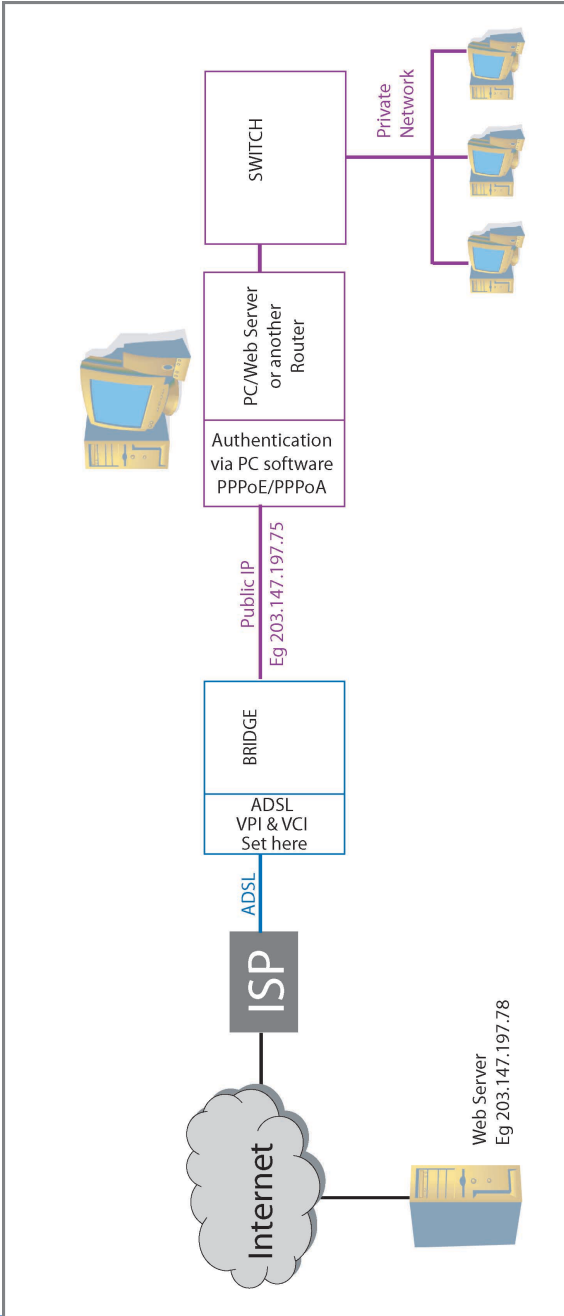 Internet
Web Server
Eg 203.147.197.78
ISP
ADSL
ADSL
VPI & VCI
Set here
BRIDGE
Public IP
Eg 203.147.197.75
Authentication
via PC software
PPPoE/PPPoA
PC/Web Server
or another
Router
SWITCH
Private
Network